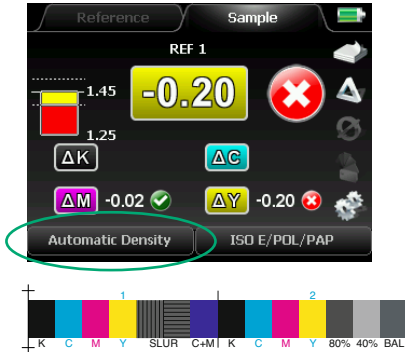 Reference Sample
REF 1
1.45
-0.20
1.25
ΔK ΔC
ΔM -0.02 ΔY -0.20
Automatic Density ISO E/POL/PAP
1 2
K C M Y SLUR C+M K C M Y 80% 40% BAL